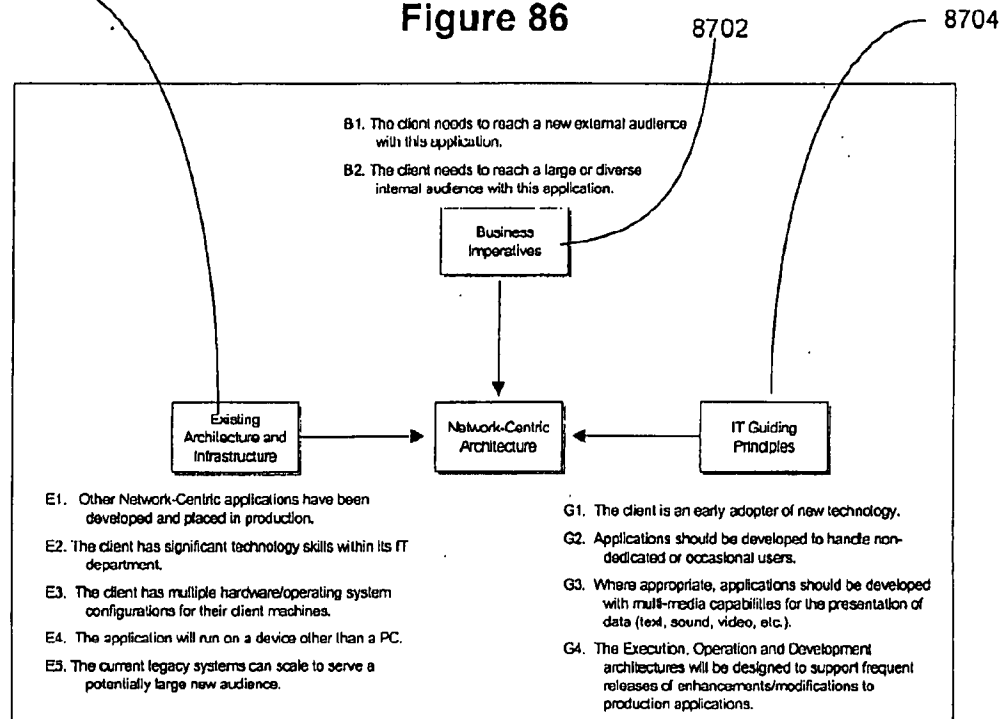 Figure 86
8702
8704
B1. The client needs to reach a new external audience
with this application.
B2. The client needs to reach a large or diverse
internal audience with this application.
Business
Imperatives
Existing
Architecture and
Infrastructure
Network-Centric
Architecture
IT Guiding
Principles
E1. Other Network-Centric applications have been
developed and placed in production.
E2. The client has significant technology skills within its IT
department.
E3. The client has multiple hardware/operating system
configurations for their client machines.
E4. The application will run on a device other than a PC.
E5. The current legacy systems can scale to serve a
potentially large new audience.
G1. The client is an early adopter of new technology.
G2. Applications should be developed to handle non-
dedicated or occasional users.
G3. Where appropriate, applications should be developed
with multi-media capabilities for the presentation of
data (text, sound, video, etc.).
G4. The Execution, Operation and Development
architectures will be designed to support frequent
releases of enhancements/modifications to
production applications.